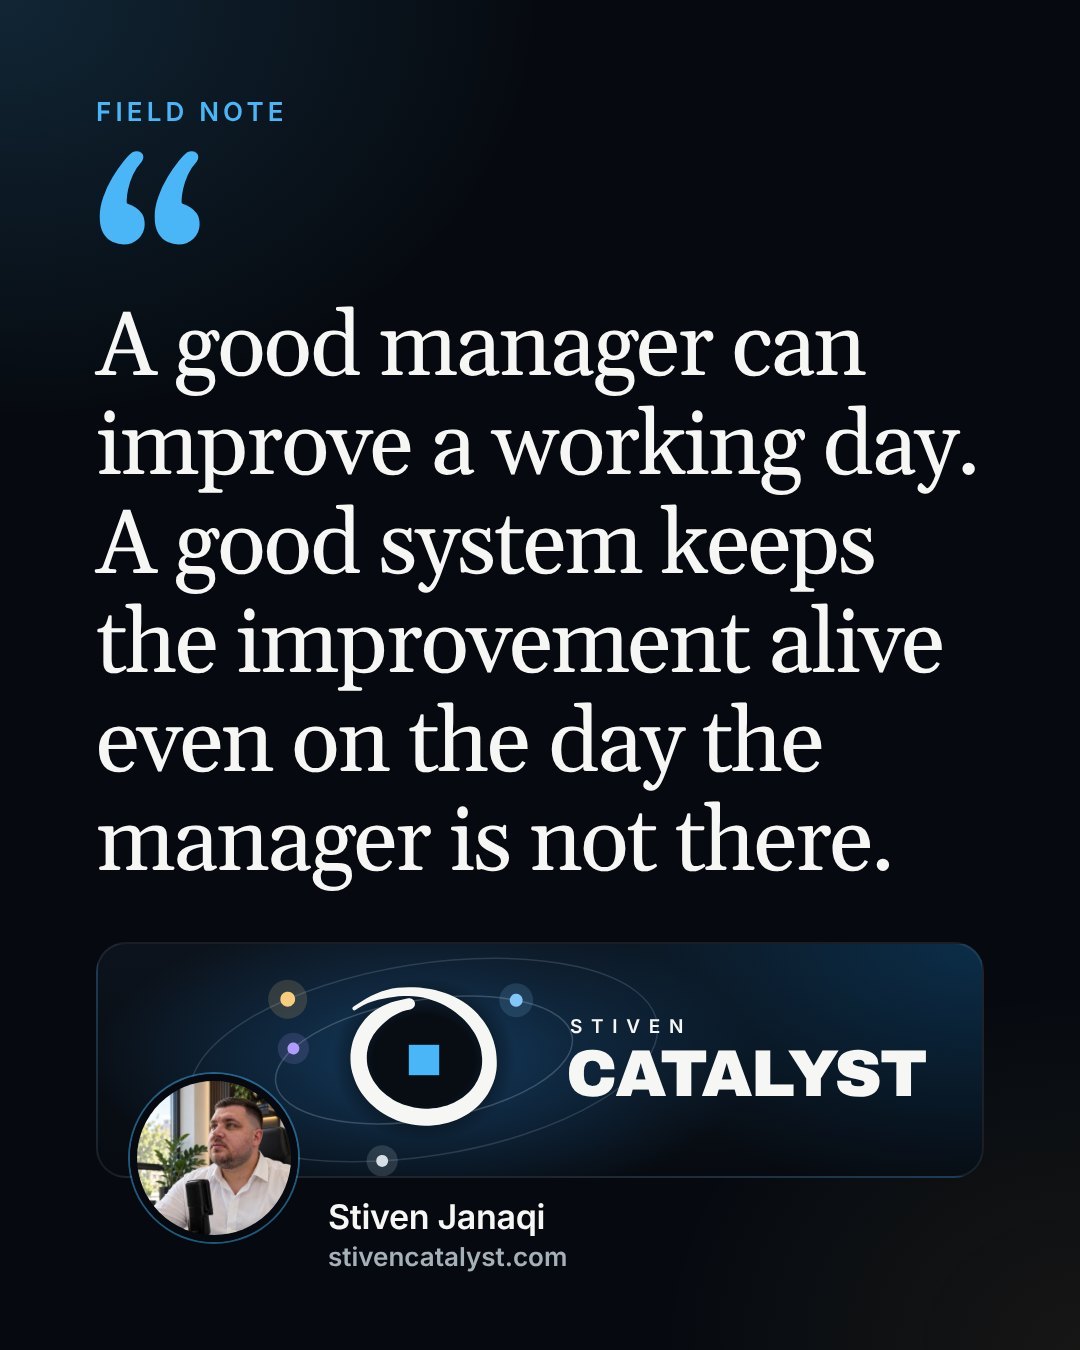 FIELD NOTE
“
A good manager can
improve a working day.
A good system keeps
the improvement alive
even on the day the
manager is not there.
STIVEN
CATALYST
Stiven Janaqi
stivencatalyst.com